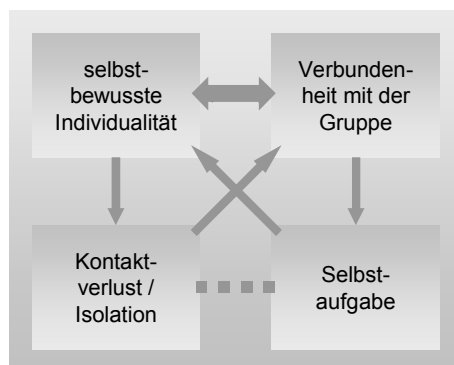 selbst-
bewusste
Individualität
Verbunden-
heit mit der
Gruppe
Kontakt-
verlust /
Isolation
Selbst-
aufgabe